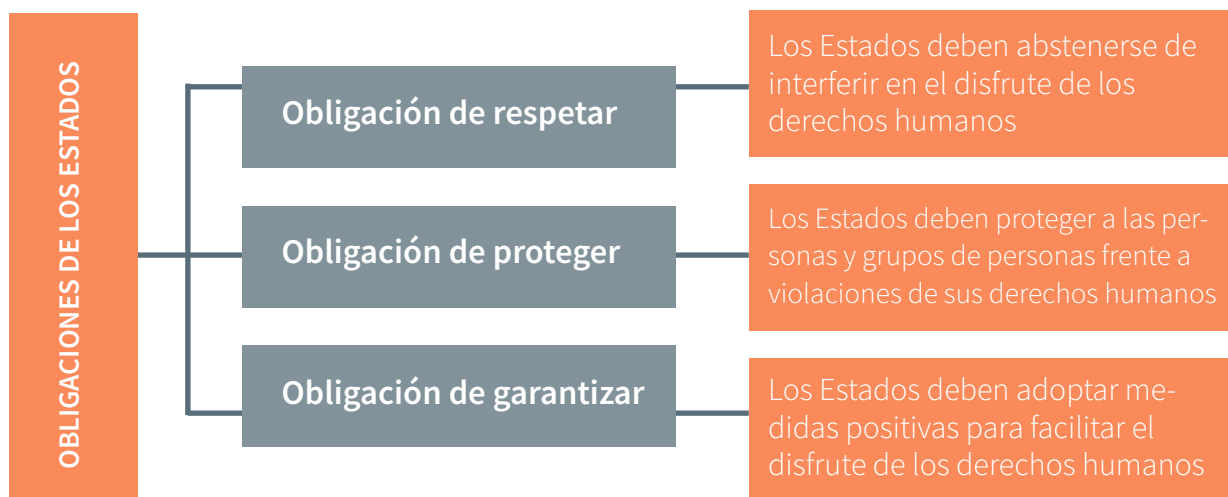 OBLIGACIONES DE LOS ESTADOS
Obligación de respetar
Los Estados deben abstenerse de
interferir en el disfrute de los
derechos humanos
Obligación de proteger
Los Estados deben proteger a las per-
sonas y grupos de personas frente a
violaciones de sus derechos humanos
Obligación de garantizar
Los Estados deben adoptar me-
didas positivas para facilitar el
disfrute de los derechos humanos